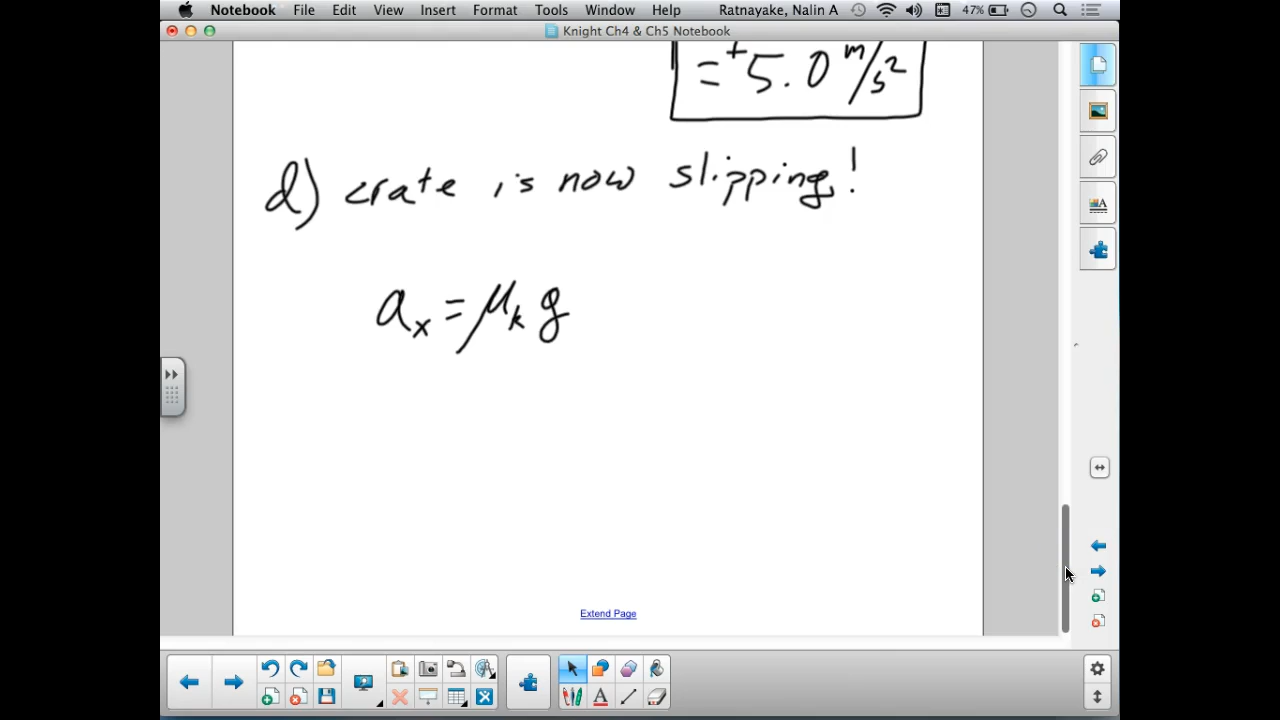 Notebook File Edit View Insert Format Tools Window Help Ratnayake, Nalin A 47%
Knight Ch4 & Ch5 Notebook
= +5.0 m/s²
d) crate is now slipping!
aₓ = μₖ g
Extend Page